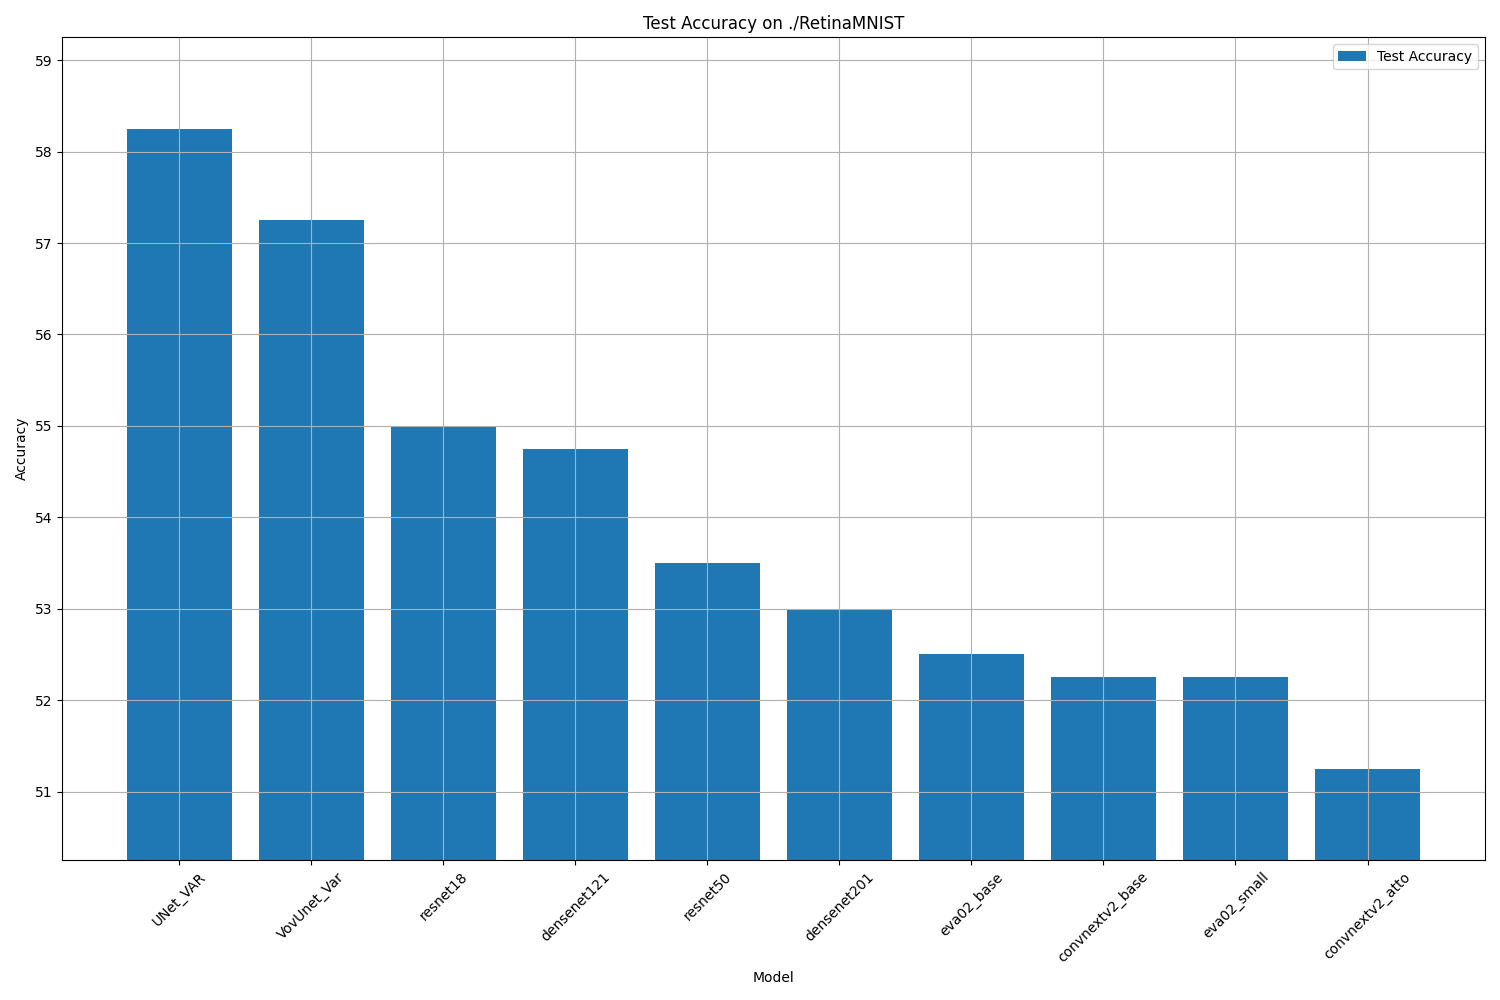 Test Accuracy on ./RetinaMNIST
Test Accuracy
59
58
57
56
55
54
53
52
51
Accuracy
UNet_VAR
VovUnet_Var
resnet18
densenet121
resnet50
densenet201
eva02_base
convnextv2_base
eva02_small
convnextv2_atto
Model